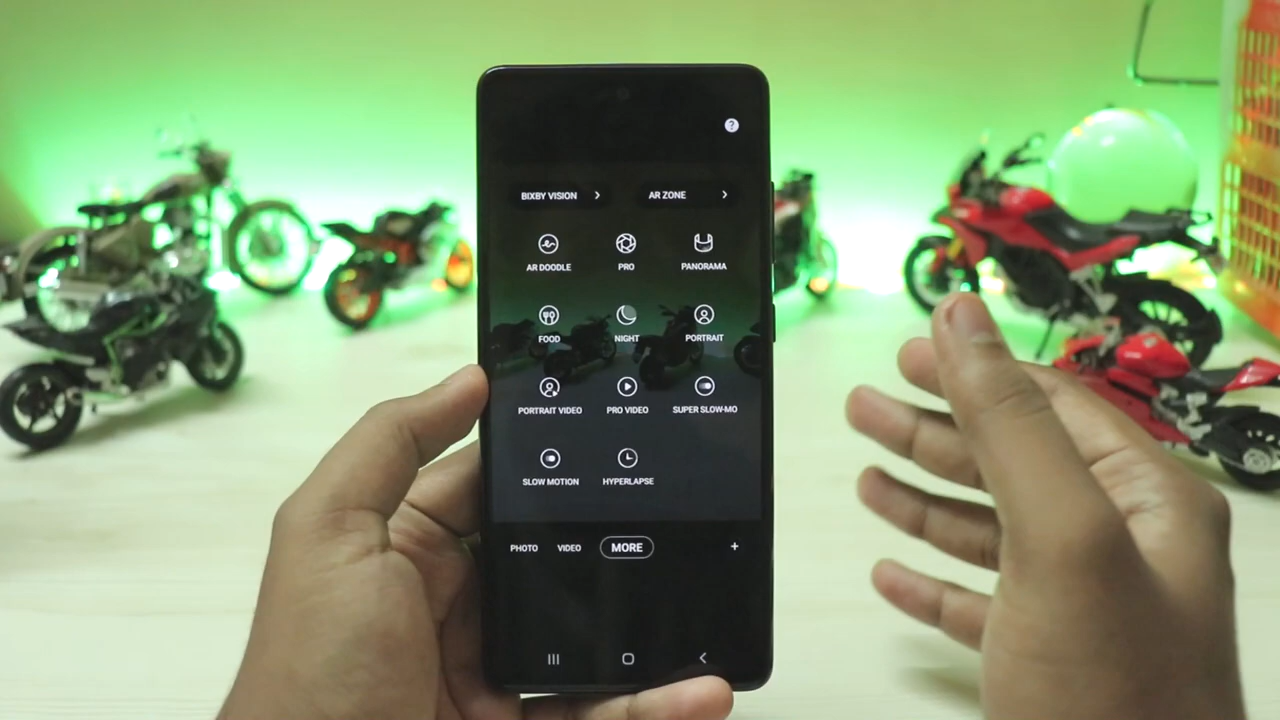 BIXBY VISION > AR ZONE >
AR DOODLE PRO PANORAMA
FOOD NIGHT PORTRAIT
PORTRAIT VIDEO PRO VIDEO SUPER SLOW-MO
SLOW MOTION HYPERLAPSE
PHOTO VIDEO MORE +